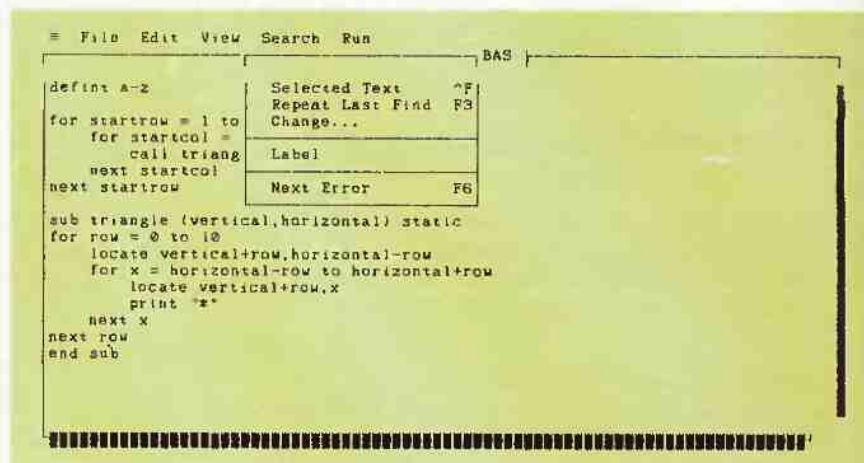 ≡ File Edit View Search Run
BAS
defint a-z
Selected Text ^F
Repeat Last Find F3
for startrow = 1 to
Change...
for startcol =
call triang
Label
next startcol
next startrow
Next Error F6
sub triangle (vertical,horizontal) static
for row = 0 to 10
locate vertical+row,horizontal-row
for x = horizontal-row to horizontal+row
locate vertical+row,x
print "*"
next x
next row
end sub